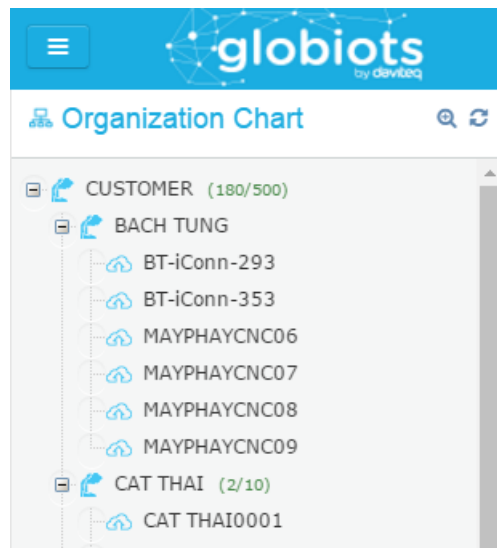 globiots
by daviteq
Organization Chart
CUSTOMER (180/500)
BACH TUNG
BT-iConn-293
BT-iConn-353
MAYPHAYCNC06
MAYPHAYCNC07
MAYPHAYCNC08
MAYPHAYCNC09
CAT THAI (2/10)
CAT THAI0001